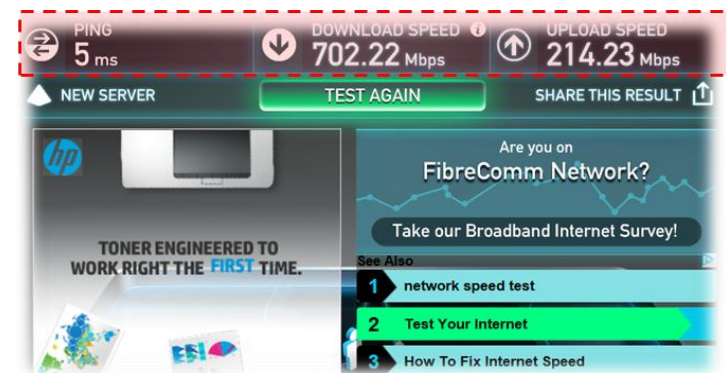 PING
5 ms
DOWNLOAD SPEED
702.22 Mbps
UPLOAD SPEED
214.23 Mbps
NEW SERVER
TEST AGAIN
SHARE THIS RESULT
hp
TONER ENGINEERED TO
WORK RIGHT THE FIRST TIME.
Are you on
FibreComm Network?
Take our Broadband Internet Survey!
See Also
1 network speed test
2 Test Your Internet
3 How To Fix Internet Speed